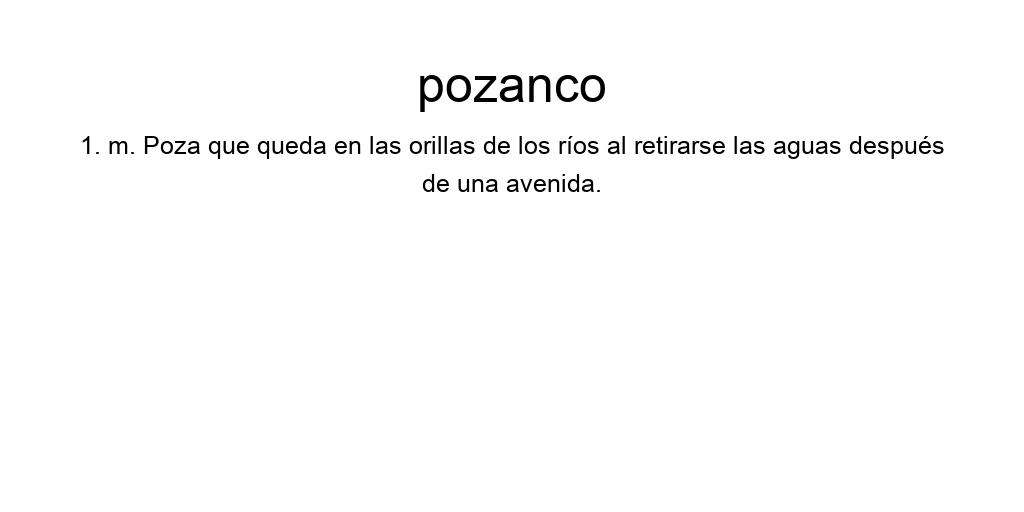 pozanco
1. m. Poza que queda en las orillas de los ríos al retirarse las aguas después
de una avenida.